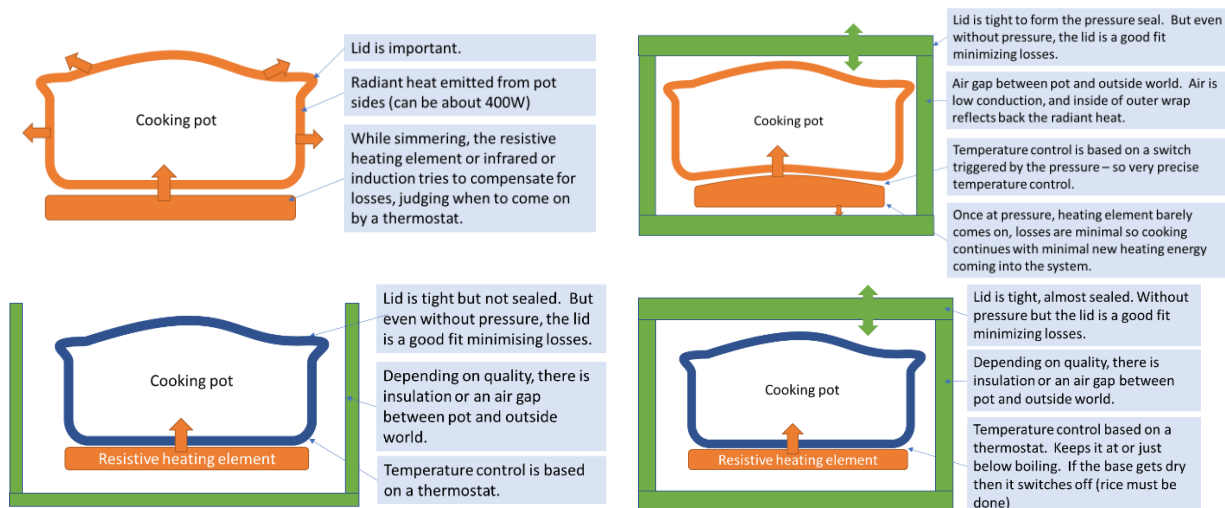 Cooking pot
Lid is important.
Radiant heat emitted from pot
sides (can be about 400W)
While simmering, the resistive
heating element or infrared or
induction tries to compensate for
losses, judging when to come on
by a thermostat.
Cooking pot
Lid is tight to form the pressure seal.  But even
without pressure, the lid is a good fit
minimizing losses.
Air gap between pot and outside world.  Air is
low conduction, and inside of outer wrap
reflects back the radiant heat.
Temperature control is based on a switch
triggered by the pressure – so very precise
temperature control.
Once at pressure, heating element barely
comes on, losses are minimal so cooking
continues with minimal new heating energy
coming into the system.
Cooking pot
Resistive heating element
Lid is tight but not sealed.  But
even without pressure, the lid
is a good fit minimising losses.
Depending on quality, there is
insulation or an air gap
between pot and outside
world.
Temperature control is based
on a thermostat.
Cooking pot
Resistive heating element
Lid is tight, almost sealed. Without
pressure but the lid is a good fit
minimizing losses.
Depending on quality, there is
insulation or an air gap between
pot and outside world.
Temperature control based on a
thermostat.  Keeps it at or just
below boiling.  If the base gets dry
then it switches off (rice must be
done)